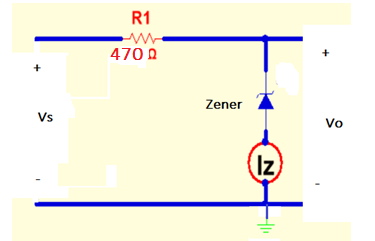 R1
470 Ω
+
+
Zener
Vs
Vo
Iz
-
-